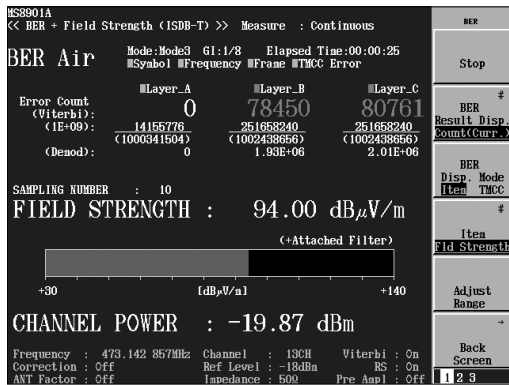 MS8901A
<< BER + Field Strength (ISDB-T) >> Measure : Continuous
BER Air
Mode:Mode3 GI:1/8 Elapsed Time:00:00:25
Symbol Frequency Frame TMCC Error
Layer_A Layer_B Layer_C
Error Count
(Viterbi): 0 78450 80761
(1E+09): 14155776 251658240 251658240
(1000341504) (1002438656) (1002438656)
(Demod): 0 1.93E+06 2.01E+06
SAMPLING NUMBER : 10
FIELD STRENGTH : 94.00 dBμV/m
(+Attached Filter)
+30 [dBμV/m] +140
CHANNEL POWER : -19.87 dBm
Frequency : 473.142 857MHz Channel : 13CH Viterbi : On
Correction : Off Ref Level : -18dBm RS : On
ANT Factor : Off Impedance : 50Ω Pre Ampl : Off
BER
Stop
#
BER
Result Disp.
Count(Curr.)
BER
Disp. Mode
Item TMCC
#
Item
Fld Strength
Adjust
Range
→
Back
Screen
1 2 3